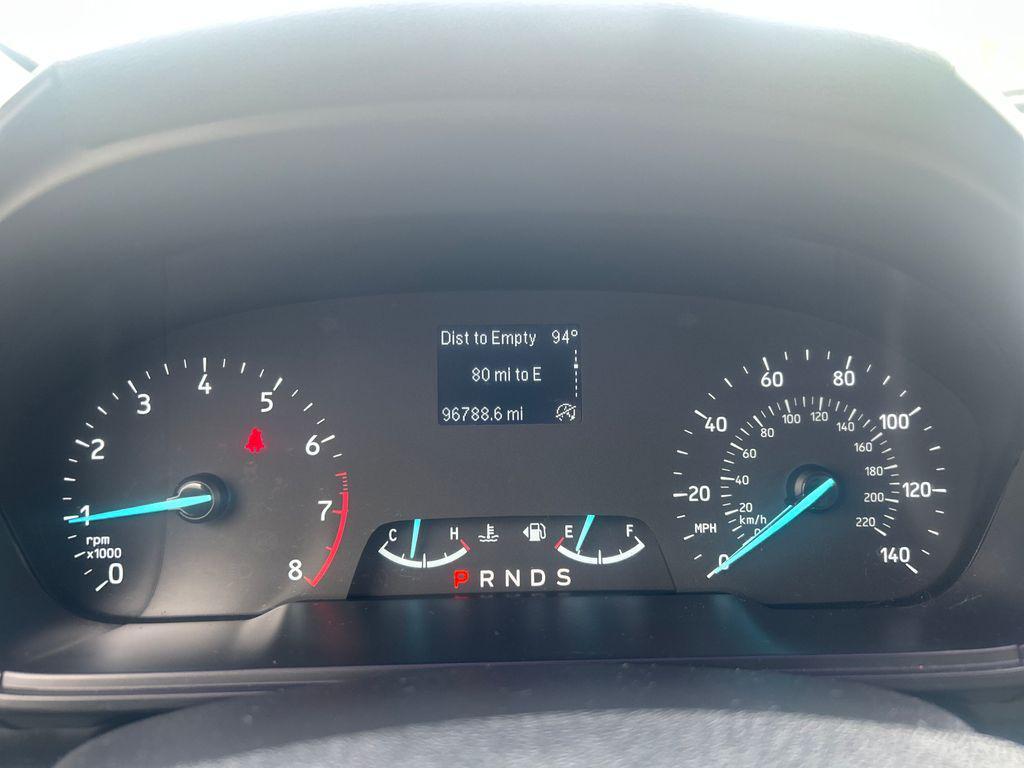 Dist to Empty 94°
80 mi to E
96788.6 mi
0 1 2 3 4 5 6 7 8
rpm
x1000
C H
E F
P R N D S
0 20 40 60 80 100 120 140
MPH
0 20 40 60 80 100 120 140 160 180 200 220
km/h